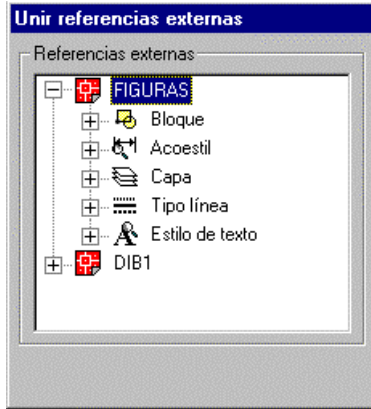 Unir referencias externas
Referencias externas
FIGURAS
Bloque
Acoestil
Capa
Tipo línea
Estilo de texto
DIB1